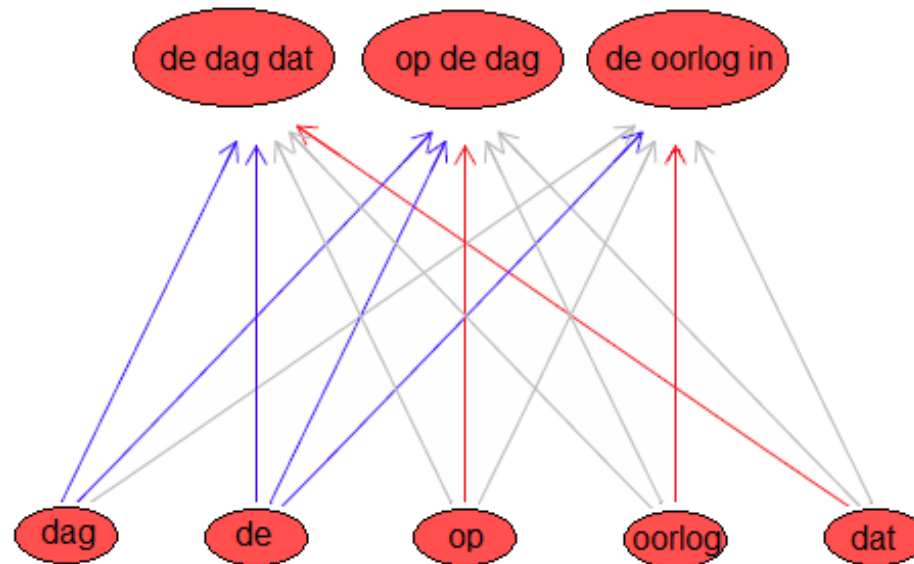 de dag dat
op de dag
de oorlog in
dag
de
op
oorlog
dat